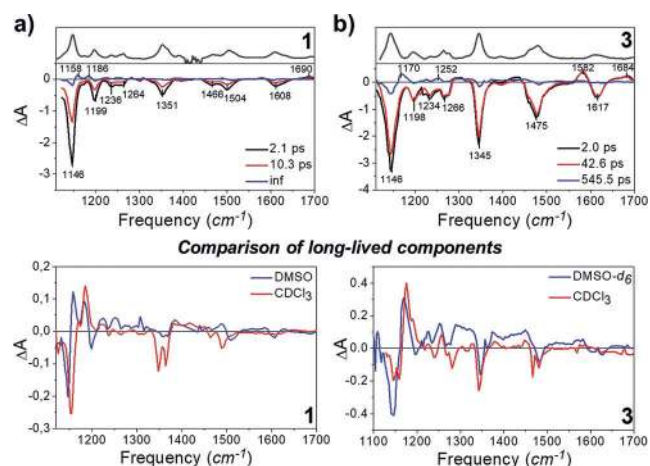 a)
1
1158 1186
1690
1236 1264
1199
1351
1466 1504
1608
1146
0
-1
-2
-3
ΔA
2.1 ps
10.3 ps
inf
1200 1300 1400 1500 1600 1700
Frequency (cm-1)
b)
3
1170 1252
1582 1684
1198 1234 1266
1617
1475
1345
1146
0
-1
-2
-3
-4
ΔA
2.0 ps
42.6 ps
545.5 ps
1200 1300 1400 1500 1600 1700
Frequency (cm-1)
Comparison of long-lived components
0,2
0,1
0,0
-0,1
-0,2
0,3
ΔA
DMSO
CDCl3
1
1200 1300 1400 1500 1600 1700
Frequency (cm-1)
0.4
0.2
0.0
-0.2
-0.4
ΔA
DMSO-d6
CDCl3
3
1100 1200 1300 1400 1500 1600 1700
Frequency (cm-1)